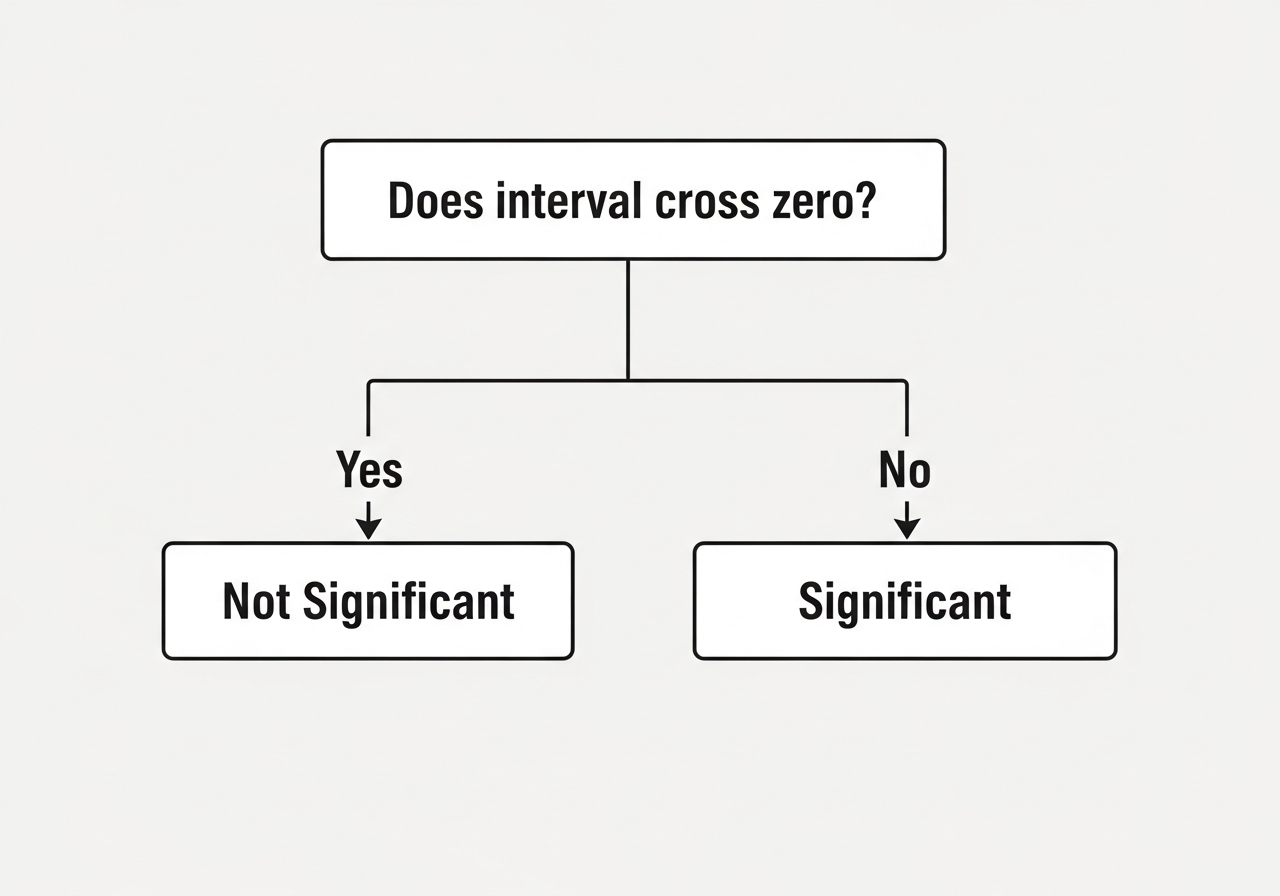 Does interval cross zero?
Yes
No
Not Significant
Significant